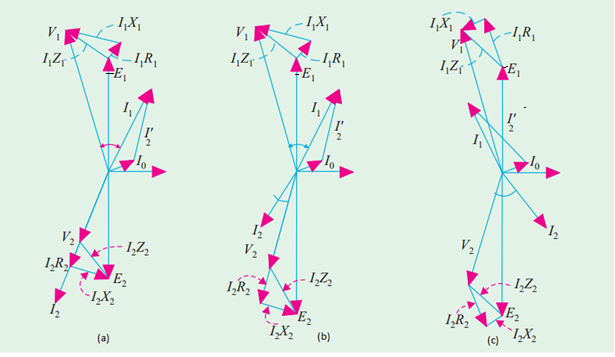 V₁
I₁X₁
I₁Z₁
I₁R₁
–E₁
I₁
I₂′
I₀
V₂
I₂Z₂
I₂R₂
E₂
I₂X₂
I₂
(a)
V₁
I₁X₁
I₁Z₁
I₁R₁
–E₁
I₁
I₂′
I₀
I₂
V₂
I₂Z₂
I₂R₂
E₂
I₂X₂
(b)
I₁X₁
V₁
I₁R₁
I₁Z₁
–E₁
I₂′
I₁
I₀
I₂
V₂
I₂Z₂
E₂
I₂R₂
I₂X₂
(c)